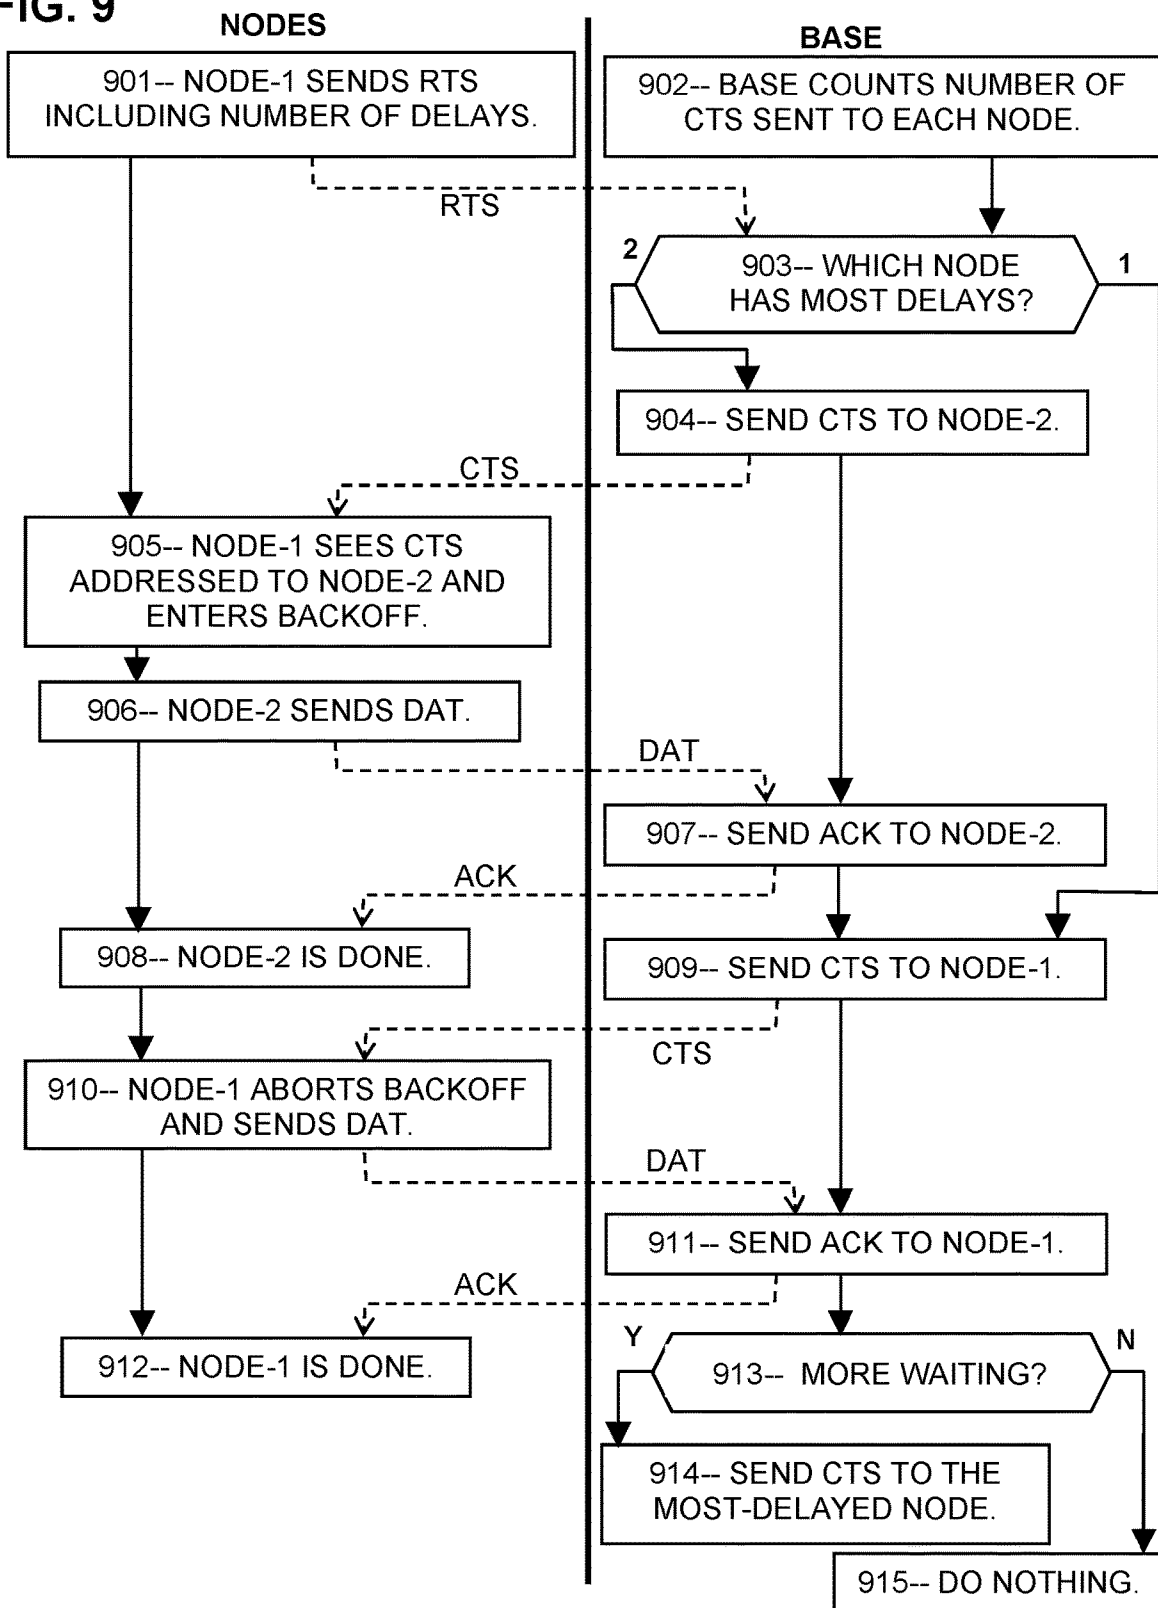 FIG. 9
NODES
BASE
901-- NODE-1 SENDS RTS
INCLUDING NUMBER OF DELAYS.
902-- BASE COUNTS NUMBER OF
CTS SENT TO EACH NODE.
RTS
2
903-- WHICH NODE
HAS MOST DELAYS?
1
904-- SEND CTS TO NODE-2.
CTS
905-- NODE-1 SEES CTS
ADDRESSED TO NODE-2 AND
ENTERS BACKOFF.
906-- NODE-2 SENDS DAT.
DAT
907-- SEND ACK TO NODE-2.
ACK
908-- NODE-2 IS DONE.
909-- SEND CTS TO NODE-1.
CTS
910-- NODE-1 ABORTS BACKOFF
AND SENDS DAT.
DAT
911-- SEND ACK TO NODE-1.
ACK
912-- NODE-1 IS DONE.
Y
913-- MORE WAITING?
N
914-- SEND CTS TO THE
MOST-DELAYED NODE.
915-- DO NOTHING.